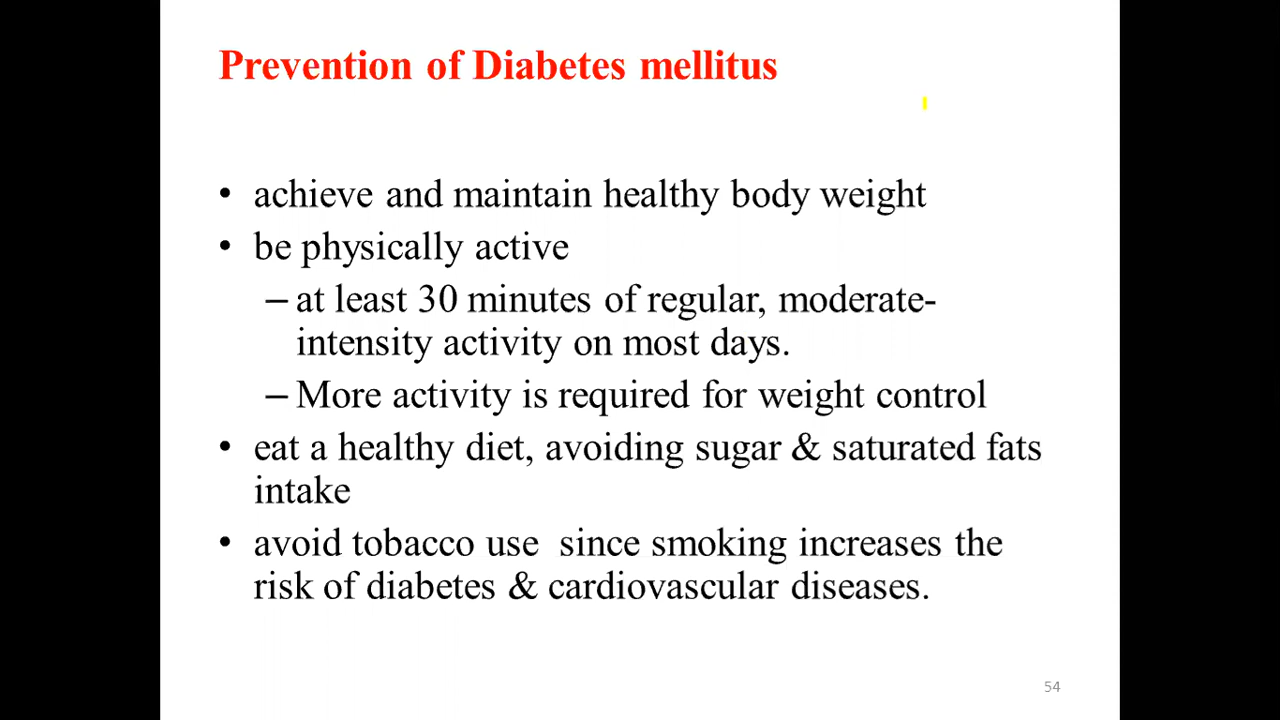 Prevention of Diabetes mellitus
• achieve and maintain healthy body weight
• be physically active
– at least 30 minutes of regular, moderate-
intensity activity on most days.
– More activity is required for weight control
• eat a healthy diet, avoiding sugar & saturated fats
intake
• avoid tobacco use  since smoking increases the
risk of diabetes & cardiovascular diseases.
54